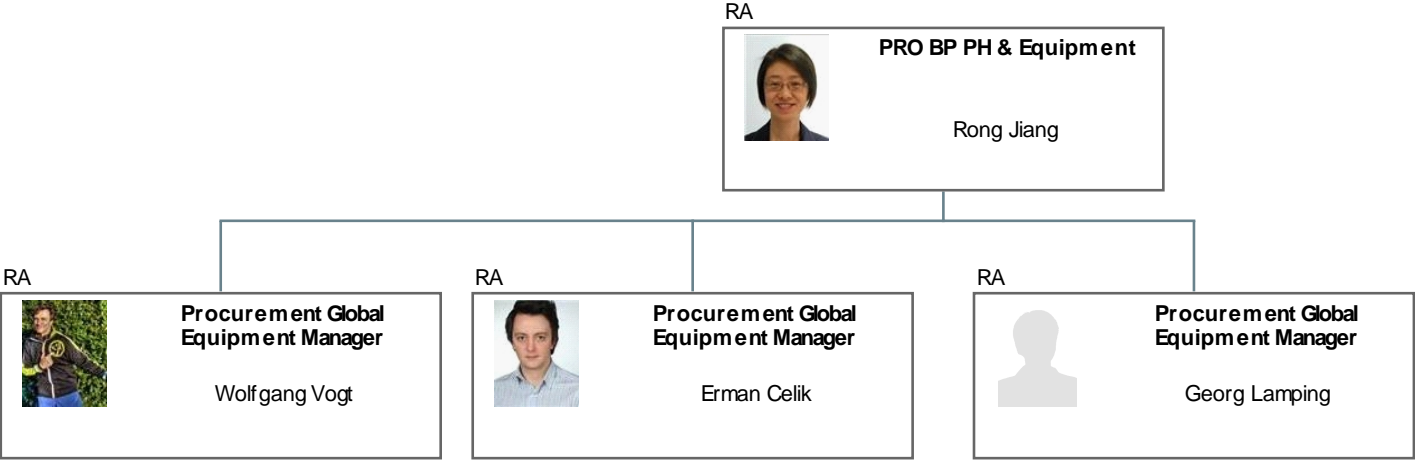 RA
PRO BP PH & Equipment
Rong Jiang
RA
Procurement Global
Equipment Manager
Wolfgang Vogt
RA
Procurement Global
Equipment Manager
Erman Celik
RA
Procurement Global
Equipment Manager
Georg Lamping